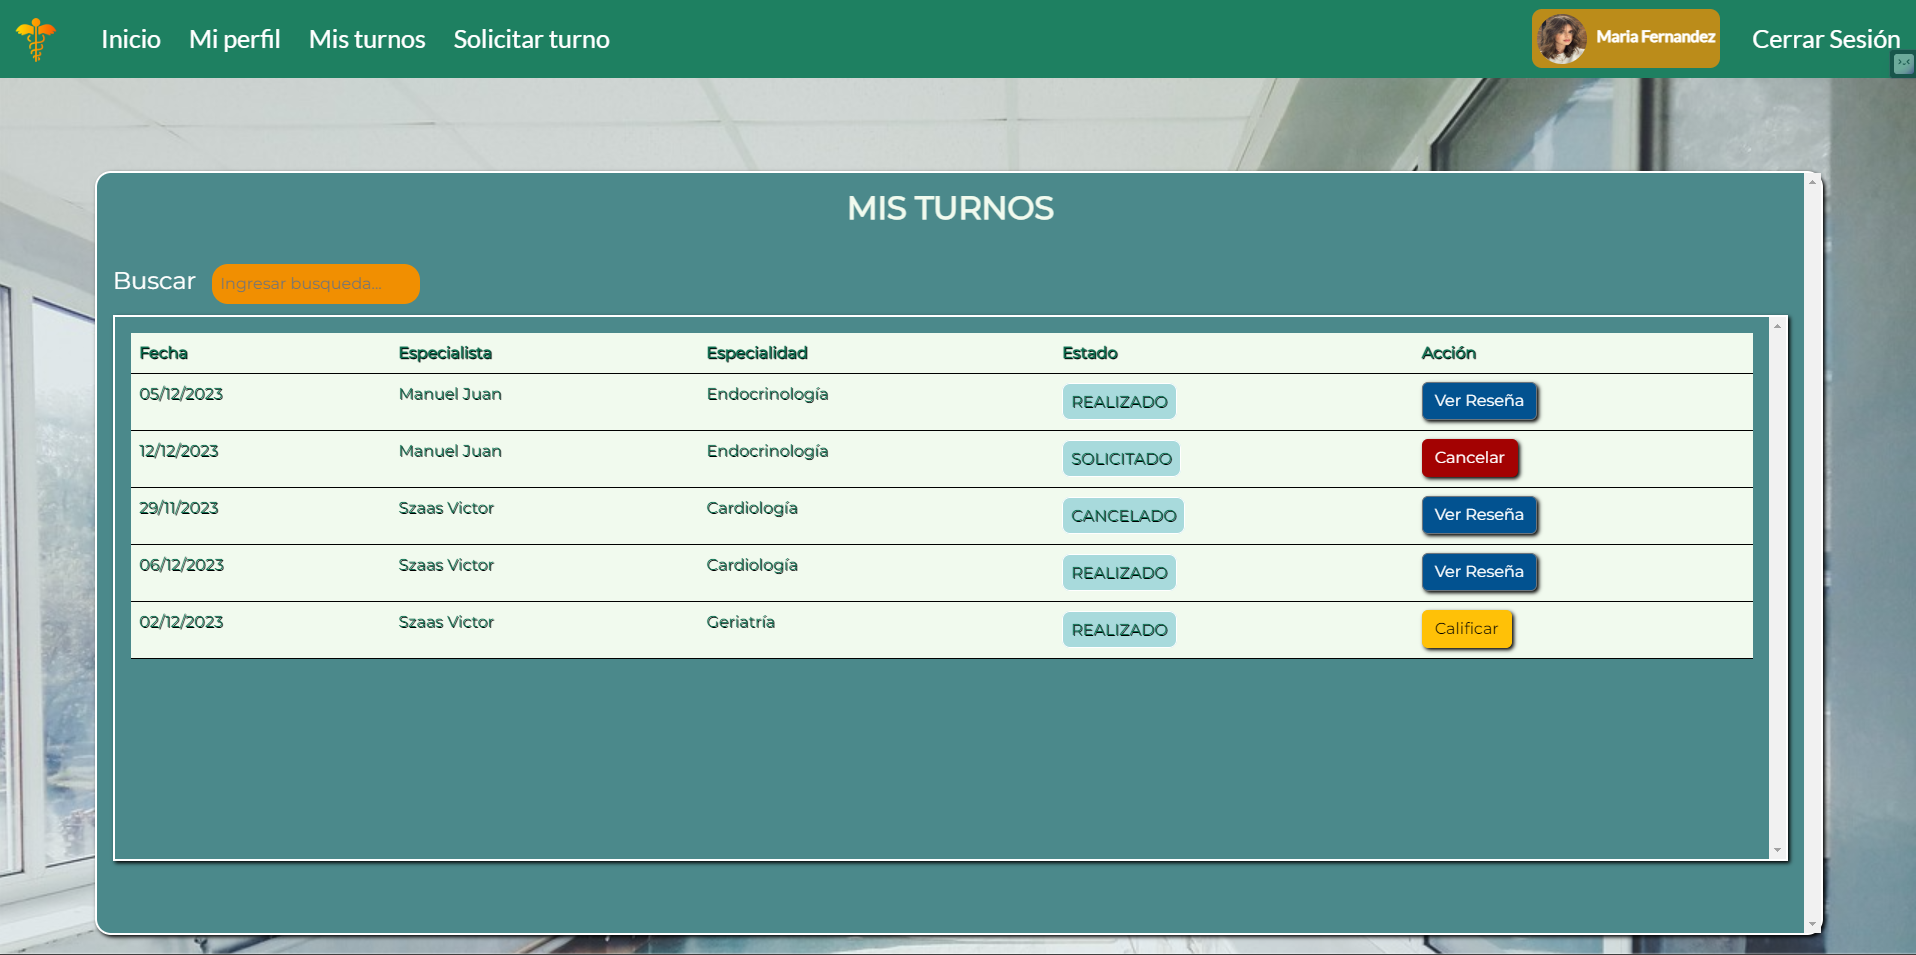 Inicio Mi perfil Mis turnos Solicitar turno Maria Fernandez Cerrar Sesión
MIS TURNOS
Buscar Ingresar busqueda...
Fecha Especialista Especialidad Estado Acción
05/12/2023 Manuel Juan Endocrinología REALIZADO Ver Reseña
12/12/2023 Manuel Juan Endocrinología SOLICITADO Cancelar
29/11/2023 Szaas Victor Cardiología CANCELADO Ver Reseña
06/12/2023 Szaas Victor Cardiología REALIZADO Ver Reseña
02/12/2023 Szaas Victor Geriatría REALIZADO Calificar